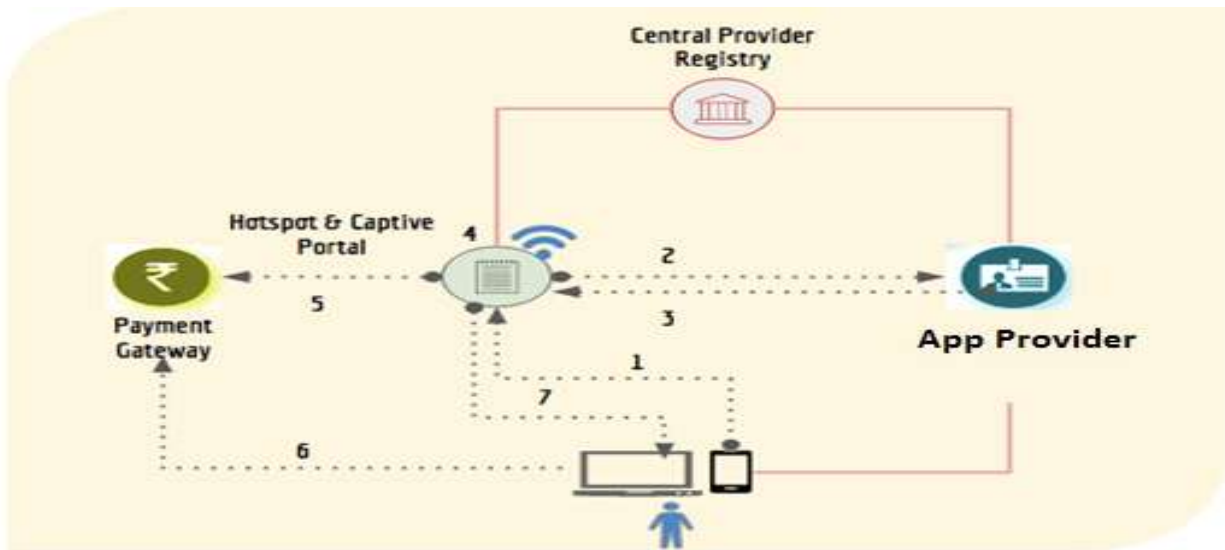 Central Provider
Registry
Hotspot & Captive
Portal
4
2
₹
5
3
Payment
Gateway
App Provider
1
7
6